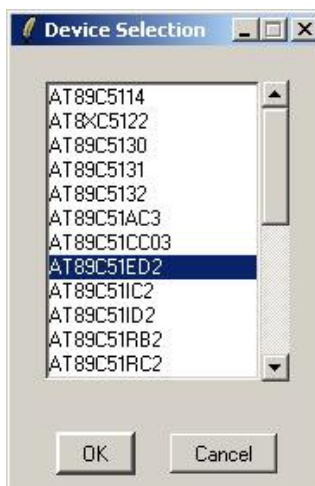 Device Selection
AT89C5114
AT8XC5122
AT89C5130
AT89C5131
AT89C5132
AT89C51AC3
AT89C51CC03
AT89C51ED2
AT89C51IC2
AT89C51ID2
AT89C51RB2
AT89C51RC2
OK Cancel